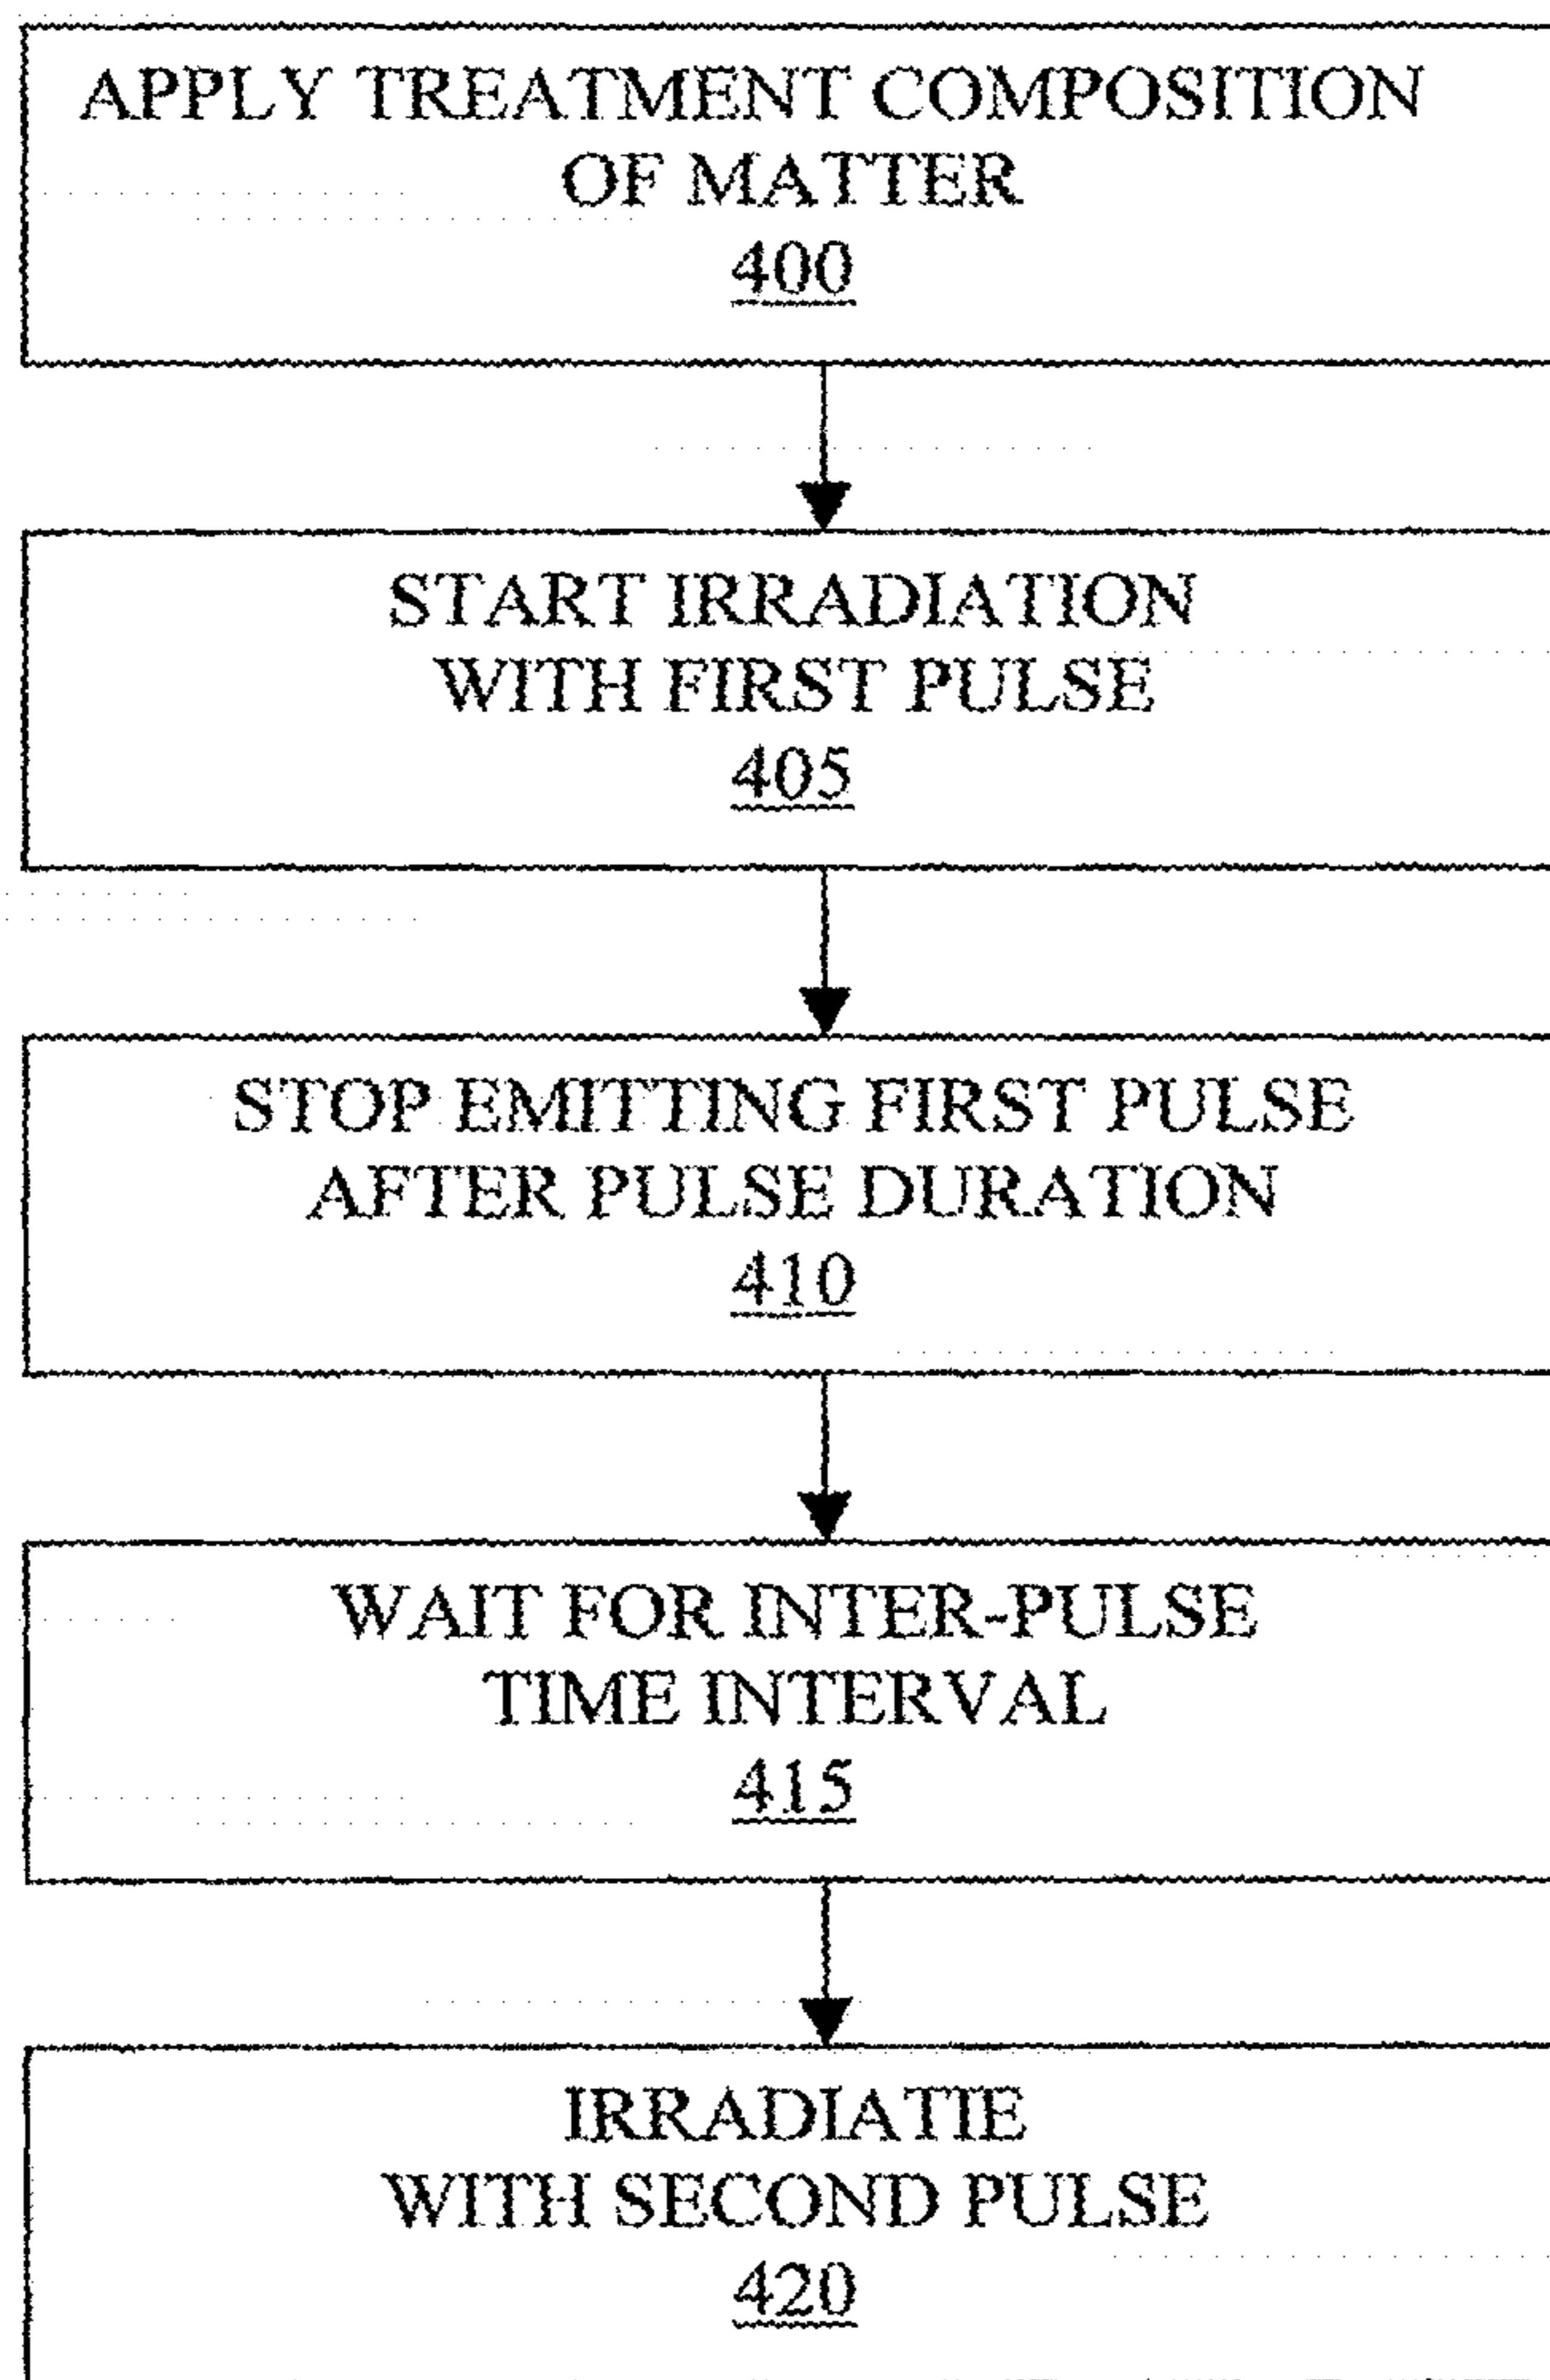 APPLY TREATMENT COMPOSITION
OF MATTER
400
START IRRADIATION
WITH FIRST PULSE
405
STOP EMITTING FIRST PULSE
AFTER PULSE DURATION
410
WAIT FOR INTER-PULSE
TIME INTERVAL
415
IRRADIATIE
WITH SECOND PULSE
420